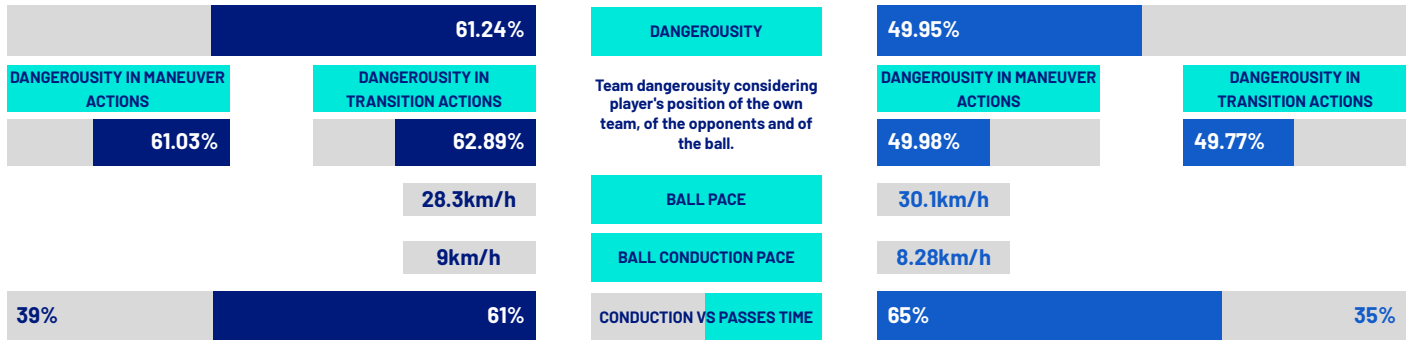 61.24%
DANGEROUSITY
49.95%
DANGEROUSITY IN MANEUVER
ACTIONS
DANGEROUSITY IN
TRANSITION ACTIONS
Team dangerousity considering
player's position of the own
team, of the opponents and of
the ball.
DANGEROUSITY IN MANEUVER
ACTIONS
DANGEROUSITY IN
TRANSITION ACTIONS
61.03%
62.89%
49.98%
49.77%
28.3km/h
BALL PACE
30.1km/h
9km/h
BALL CONDUCTION PACE
8.28km/h
39%
61%
CONDUCTION VS PASSES TIME
65%
35%